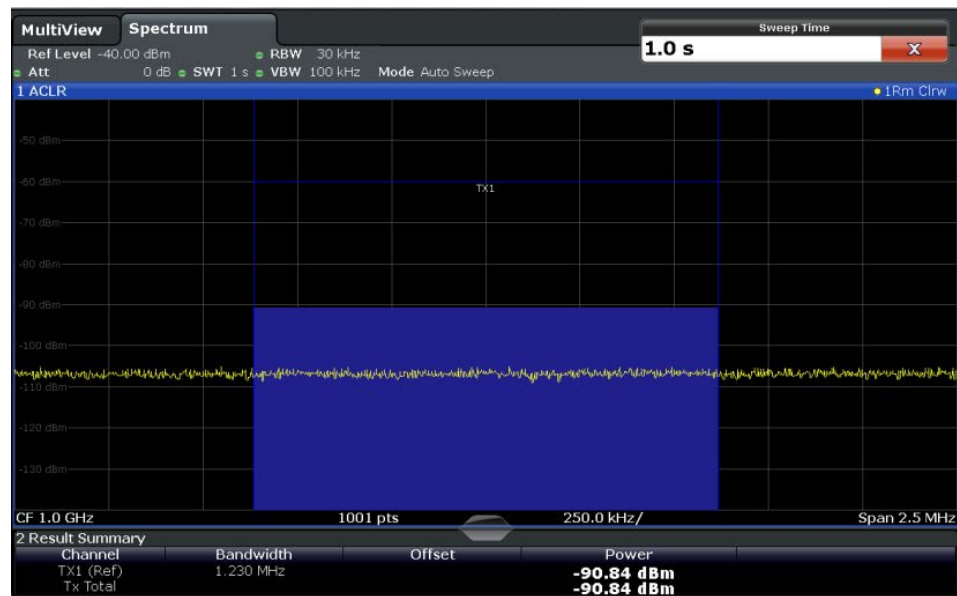 MultiView Spectrum
Sweep Time
1.0 s X
Ref Level -40.00 dBm RBW 30 kHz
Att 0 dB SWT 1 s VBW 100 kHz Mode Auto Sweep
1 ACLR 1Rm Clrw
-50 dBm
-60 dBm
TX1
-70 dBm
-80 dBm
-90 dBm
-100 dBm
-110 dBm
-120 dBm
-130 dBm
CF 1.0 GHz 1001 pts 250.0 kHz/ Span 2.5 MHz
2 Result Summary
Channel Bandwidth Offset Power
TX1 (Ref) 1.230 MHz -90.84 dBm
Tx Total -90.84 dBm